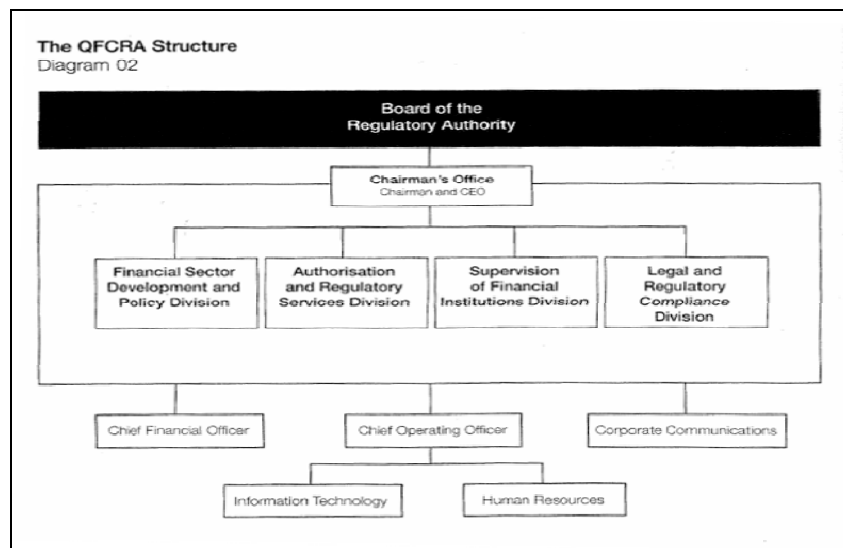 The QFCRA Structure
Diagram 02
Board of the
Regulatory Authority
Chairman's Office
Chairman and CEO
Financial Sector
Development and
Policy Division
Authorisation
and Regulatory
Services Division
Supervision
of Financial
Institutions Division
Legal and
Regulatory
Compliance
Division
Chief Financial Officer
Chief Operating Officer
Corporate Communications
Information Technology
Human Resources